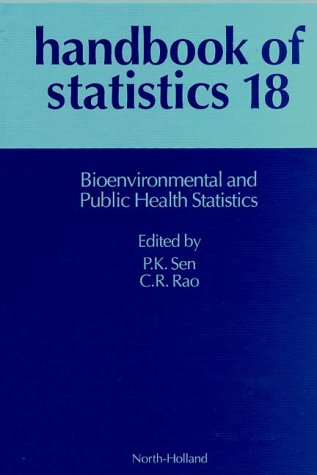 handbook of
statistics 18
Bioenvironmental and
Public Health Statistics
Edited by
P.K. Sen
C.R. Rao
North-Holland